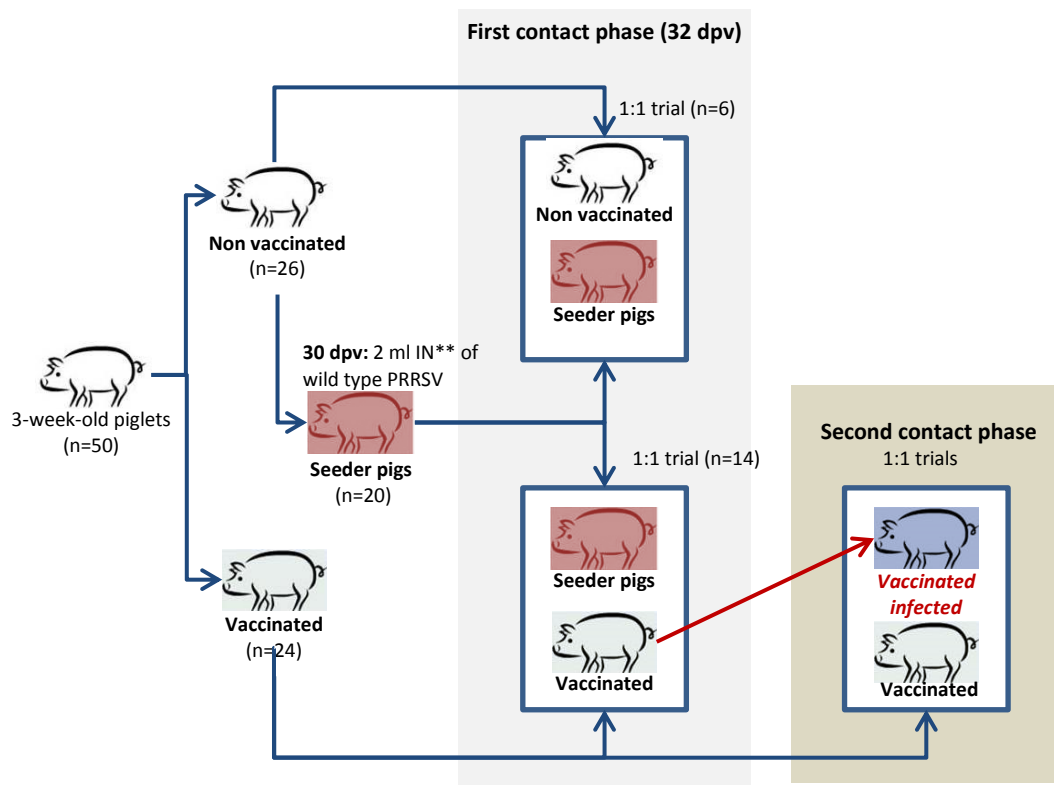 First contact phase (32 dpv)
1:1 trial (n=6)
Non vaccinated
(n=26)
Non vaccinated
Seeder pigs
3-week-old piglets
(n=50)
30 dpv: 2 ml IN** of
wild type PRRSV
Seeder pigs
(n=20)
1:1 trial (n=14)
Seeder pigs
Vaccinated
Vaccinated
(n=24)
Second contact phase
1:1 trials
Vaccinated
infected
Vaccinated